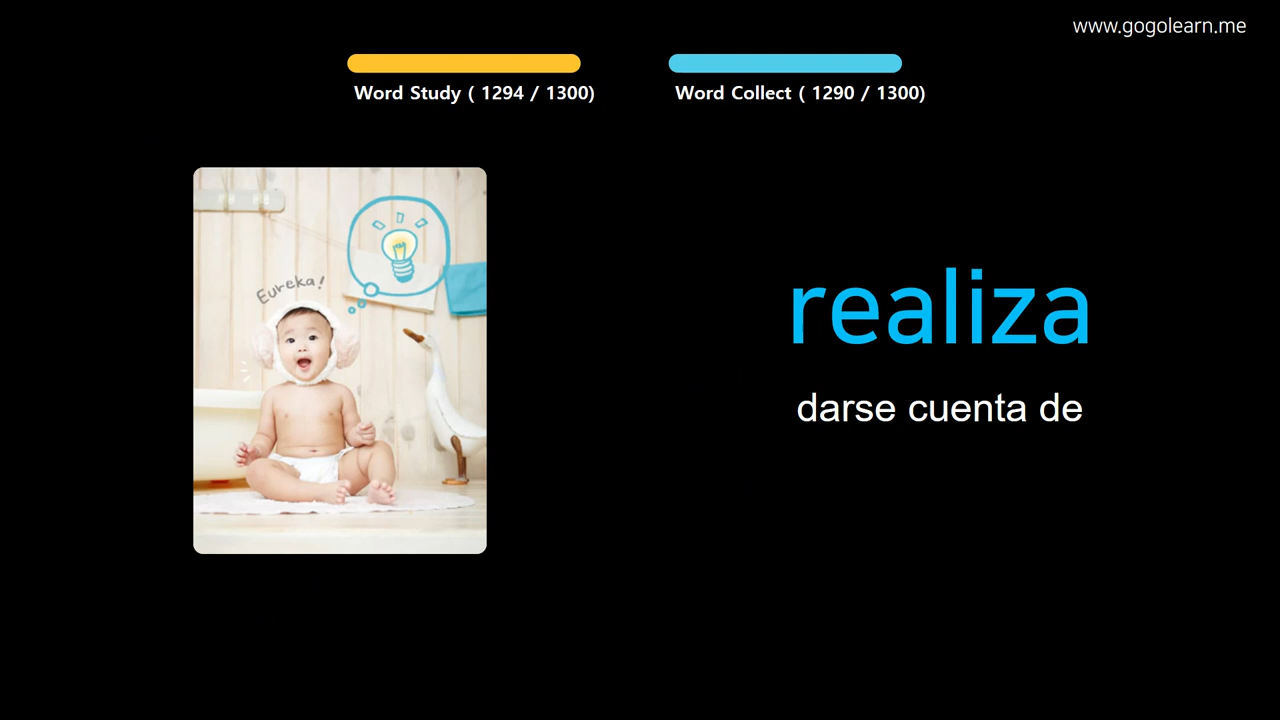 www.gogolearn.me
Word Study ( 1294 / 1300)
Word Collect ( 1290 / 1300)
Eureka!
realiza
darse cuenta de